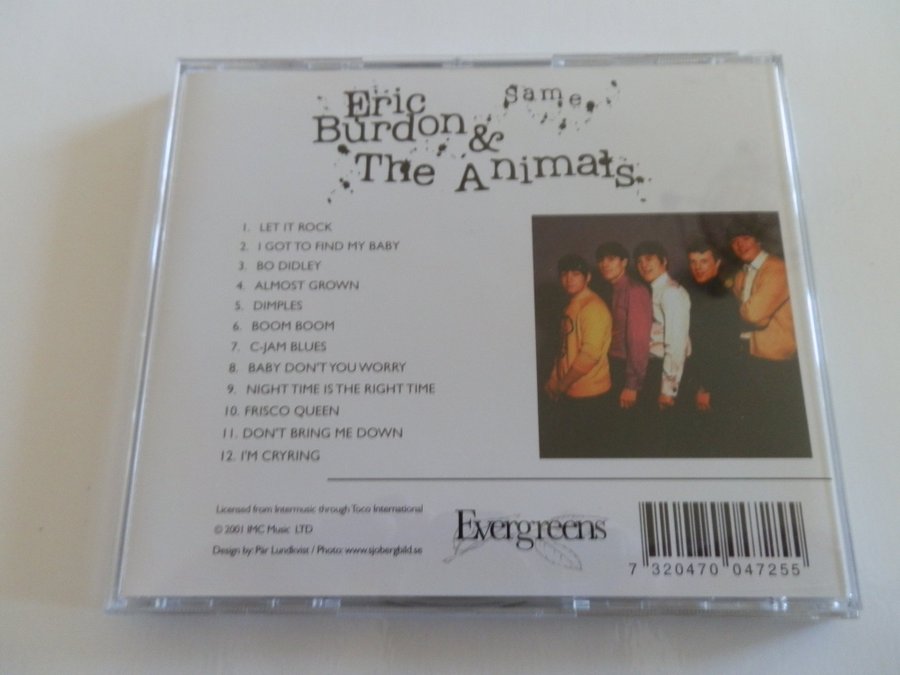 Same
Eric
Burdon &
The Animals
1. LET IT ROCK
2. I GOT TO FIND MY BABY
3. BO DIDLEY
4. ALMOST GROWN
5. DIMPLES
6. BOOM BOOM
7. C-JAM BLUES
8. BABY DON'T YOU WORRY
9. NIGHT TIME IS THE RIGHT TIME
10. FRISCO QUEEN
11. DON'T BRING ME DOWN
12. I'M CRYRING
Licensed from Intermusic through Toco International
© 2001 IMC Music LTD
Design by: Pär Lundkvist / Photo: www.sjobergbild.se
Evergreens
7 320470 047255